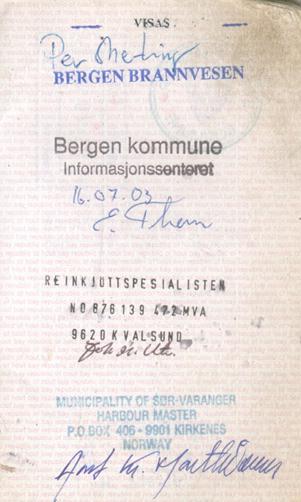 VISAS
Per
BERGEN BRANNVESEN
Bergen kommune
Informasjonssenteret
16.07.03
E. Thom
REINKJØTTSPESIALISTEN
NO 876 139 472 MVA
9620 KVALSUND
MUNICIPALITY OF SØR-VARANGER
HARBOUR MASTER
P.O.BOX 406 - 9901 KIRKENES
NORWAY